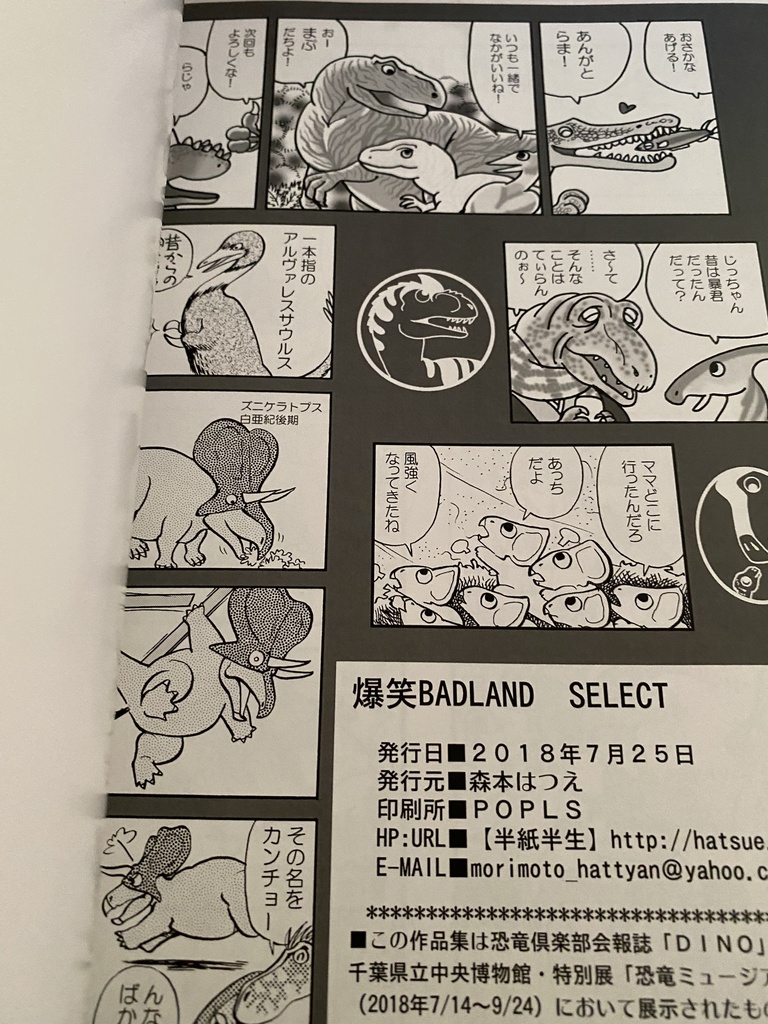 おさかな
あげる!
あんがと
らま!
いつも一緒で
なかがいいね!
おー
まぶ
だちよ!
次回も
よろしくな!
らじゃ
じっちゃん
昔は暴君
だったん
だって?
さ〜て
……
そんな
ことは
ていらん
のぉ〜
一本指の
アルヴァレスサウルス
昔からの
ズニケラトプス
白亜紀後期
ママどこに
行ったんだろ
あっち
だよ
風強く
なってきたね
その名を
カンチョー
んな
ばか
爆笑BADLAND SELECT
発行日■2018年7月25日
発行元■森本はつえ
印刷所■POPLS
HP:URL■【半紙半生】http://hatsue.
E-MAIL■morimoto_hattyan@yahoo.c
**************************************
■この作品集は恐竜倶楽部会報誌「DINO」
千葉県立中央博物館・特別展「恐竜ミュージア
(2018年7/14〜9/24)において展示されたもの